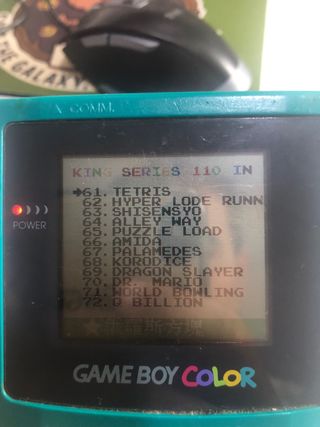 THE GALAXY
COMM.
KING SERIES 110 IN
61. TETRIS
62. HYPER LODE RUNN
63. SHISENSYO
64. ALLEY WAY
65. PUZZLE LOAD
66. AMIDA
67. PALAMEDES
68. KORODICE
69. DRAGON SLAYER
70. DR. MARIO
71. WORLD BOWLING
72. Q BILLION
POWER
GAME BOY COLOR